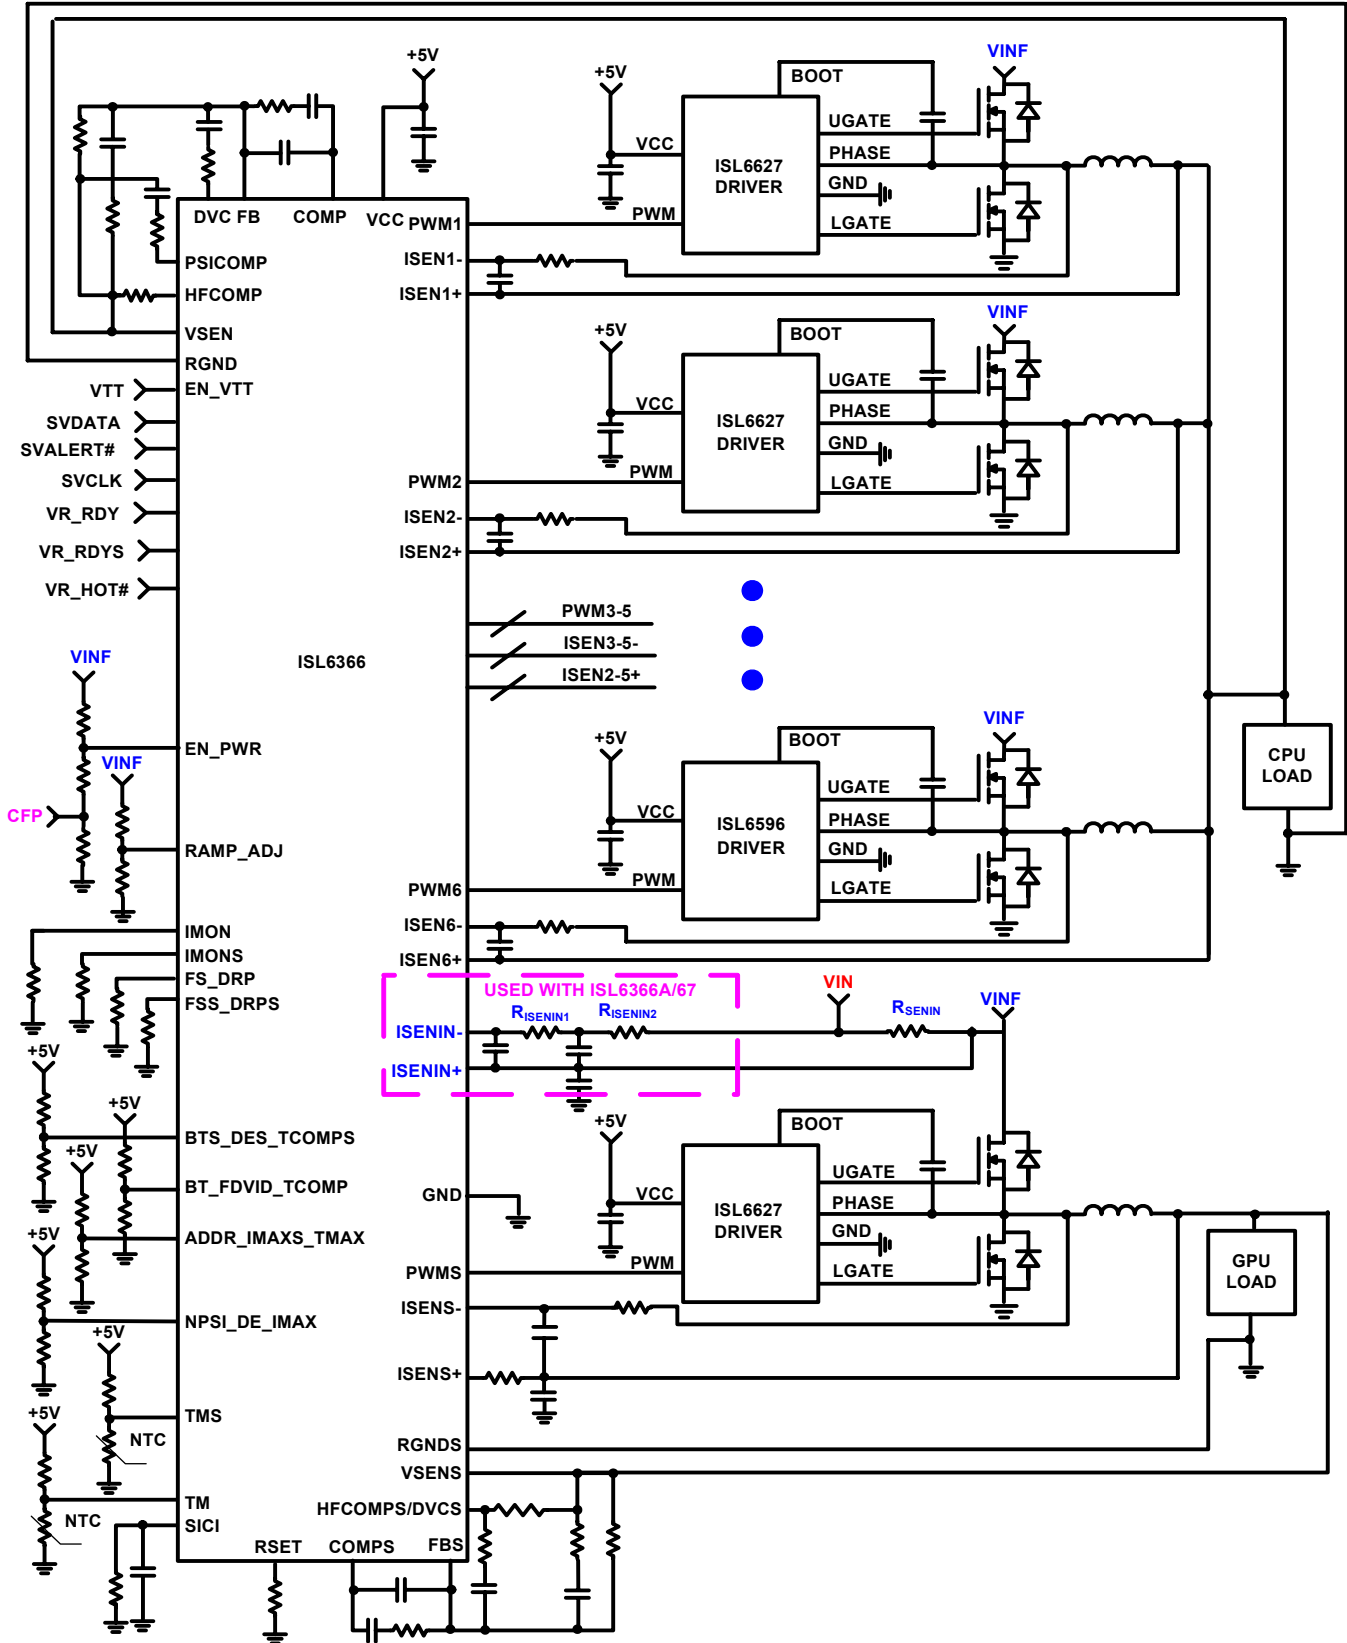 +5V
DVC FB COMP VCC
PWM1
ISEN1-
ISEN1+
PSICOMP
HFCOMP
VSEN
RGND
VTT
EN_VTT
SVDATA
SVALERT#
SVCLK
VR_RDY
VR_RDYS
VR_HOT#
PWM2
ISEN2-
ISEN2+
ISL6366
PWM3-5
ISEN3-5-
ISEN2-5+
+5V
BOOT
VINF
VCC
ISL6627
DRIVER
UGATE
PHASE
GND
LGATE
PWM
+5V
BOOT
VINF
VCC
ISL6627
DRIVER
UGATE
PHASE
GND
LGATE
PWM
VINF
EN_PWR
VINF
CFP
RAMP_ADJ
PWM6
ISEN6-
ISEN6+
+5V
BOOT
VINF
VCC
ISL6596
DRIVER
UGATE
PHASE
GND
LGATE
PWM
CPU
LOAD
IMON
IMONS
FS_DRP
FSS_DRPS
USED WITH ISL6366A/67
RISENIN1
RISENIN2
ISENIN-
ISENIN+
VIN
RSENIN
VINF
+5V
BTS_DES_TCOMPS
+5V
BT_FDVID_TCOMP
+5V
ADDR_IMAXS_TMAX
+5V
NPSI_DE_IMAX
+5V
TMS
NTC
+5V
TM
NTC
SICI
GND
PWMS
ISENS-
ISENS+
RGNDS
VSENS
HFCOMPS/DVCS
RSET COMPS FBS
+5V
BOOT
VCC
ISL6627
DRIVER
UGATE
PHASE
GND
LGATE
PWM
GPU
LOAD